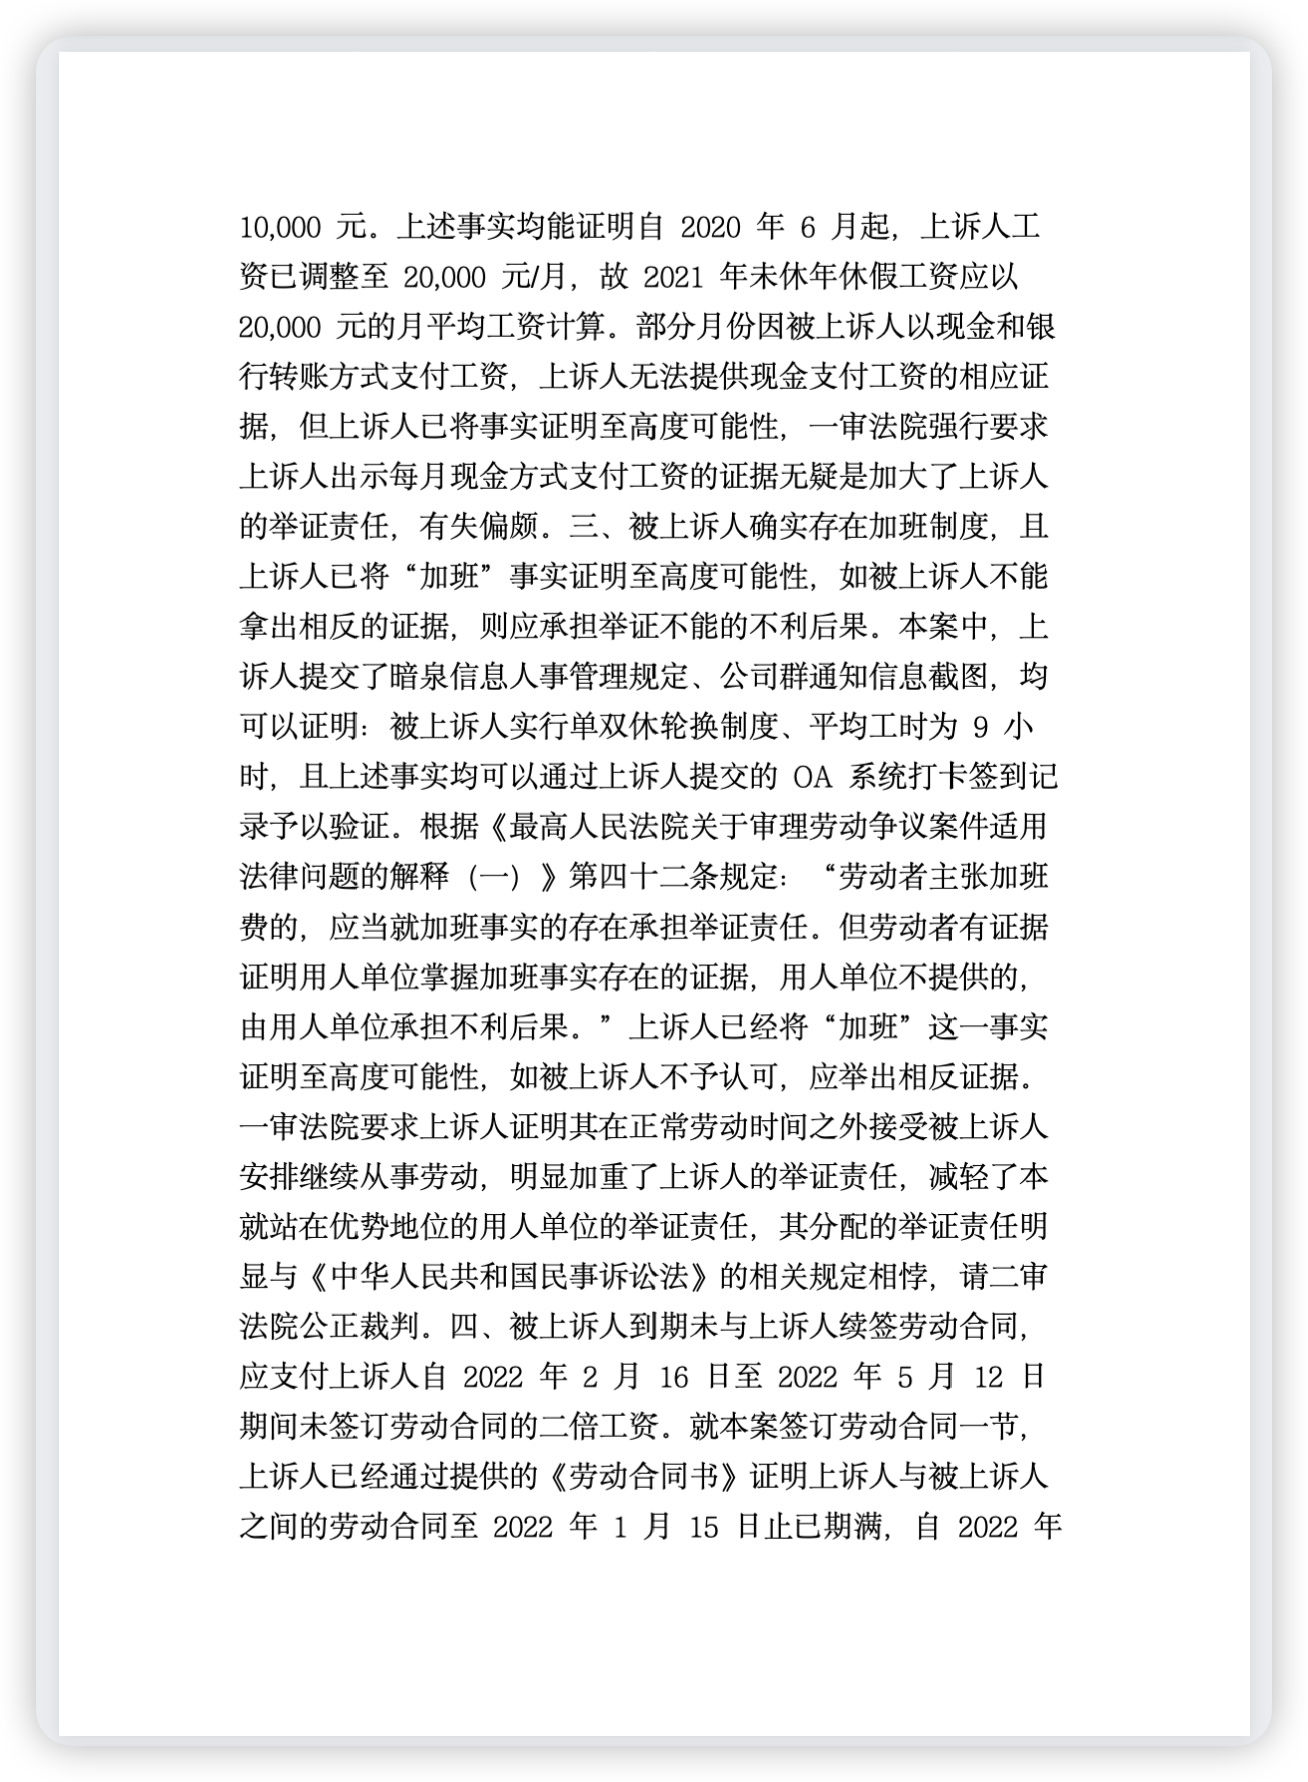 10,000 元。上述事实均能证明自 2020 年 6 月起，上诉人工
资已调整至 20,000 元/月，故 2021 年未休年休假工资应以
20,000 元的月平均工资计算。部分月份因被上诉人以现金和银
行转账方式支付工资，上诉人无法提供现金支付工资的相应证
据，但上诉人已将事实证明至高度可能性，一审法院强行要求
上诉人出示每月现金方式支付工资的证据无疑是加大了上诉人
的举证责任，有失偏颇。三、被上诉人确实存在加班制度，且
上诉人已将“加班”事实证明至高度可能性，如被上诉人不能
拿出相反的证据，则应承担举证不能的不利后果。本案中，上
诉人提交了暗泉信息人事管理规定、公司群通知信息截图，均
可以证明：被上诉人实行单双休轮换制度、平均工时为 9 小
时，且上述事实均可以通过上诉人提交的 OA 系统打卡签到记
录予以验证。根据《最高人民法院关于审理劳动争议案件适用
法律问题的解释（一）》第四十二条规定：“劳动者主张加班
费的，应当就加班事实的存在承担举证责任。但劳动者有证据
证明用人单位掌握加班事实存在的证据，用人单位不提供的，
由用人单位承担不利后果。”上诉人已经将“加班”这一事实
证明至高度可能性，如被上诉人不予认可，应举出相反证据。
一审法院要求上诉人证明其在正常劳动时间之外接受被上诉人
安排继续从事劳动，明显加重了上诉人的举证责任，减轻了本
就站在优势地位的用人单位的举证责任，其分配的举证责任明
显与《中华人民共和国民事诉讼法》的相关规定相悖，请二审
法院公正裁判。四、被上诉人到期未与上诉人续签劳动合同，
应支付上诉人自 2022 年 2 月 16 日至 2022 年 5 月 12 日
期间未签订劳动合同的二倍工资。就本案签订劳动合同一节，
上诉人已经通过提供的《劳动合同书》证明上诉人与被上诉人
之间的劳动合同至 2022 年 1 月 15 日止已期满，自 2022 年